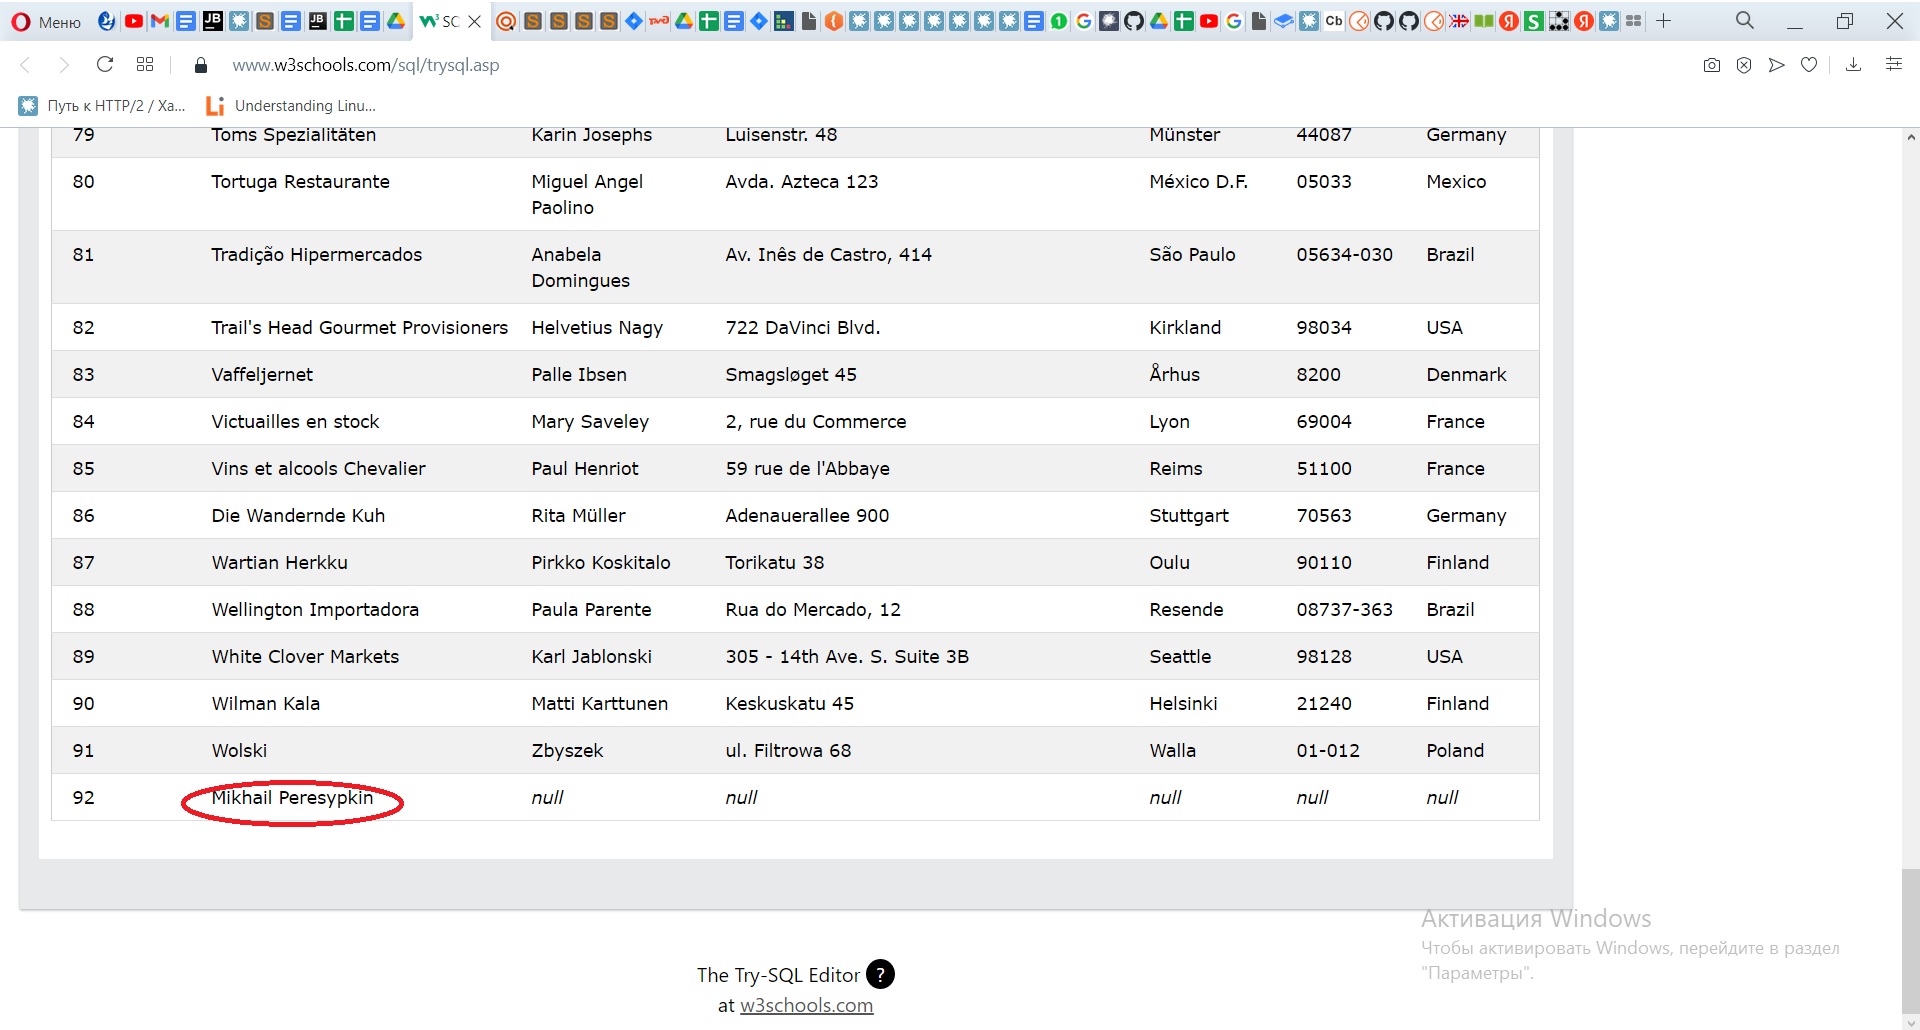 Меню
SC
Cb
www.w3schools.com/sql/trysql.asp
Путь к HTTP/2 / Ха...
Understanding Linu...
79 Toms Spezialitäten Karin Josephs Luisenstr. 48 Münster 44087 Germany
80 Tortuga Restaurante Miguel Angel Paolino Avda. Azteca 123 México D.F. 05033 Mexico
81 Tradição Hipermercados Anabela Domingues Av. Inês de Castro, 414 São Paulo 05634-030 Brazil
82 Trail's Head Gourmet Provisioners Helvetius Nagy 722 DaVinci Blvd. Kirkland 98034 USA
83 Vaffeljernet Palle Ibsen Smagsløget 45 Århus 8200 Denmark
84 Victuailles en stock Mary Saveley 2, rue du Commerce Lyon 69004 France
85 Vins et alcools Chevalier Paul Henriot 59 rue de l'Abbaye Reims 51100 France
86 Die Wandernde Kuh Rita Müller Adenauerallee 900 Stuttgart 70563 Germany
87 Wartian Herkku Pirkko Koskitalo Torikatu 38 Oulu 90110 Finland
88 Wellington Importadora Paula Parente Rua do Mercado, 12 Resende 08737-363 Brazil
89 White Clover Markets Karl Jablonski 305 - 14th Ave. S. Suite 3B Seattle 98128 USA
90 Wilman Kala Matti Karttunen Keskuskatu 45 Helsinki 21240 Finland
91 Wolski Zbyszek ul. Filtrowa 68 Walla 01-012 Poland
92 Mikhail Peresypkin null null null null null
Активация Windows
Чтобы активировать Windows, перейдите в раздел
"Параметры".
The Try-SQL Editor ?
at w3schools.com